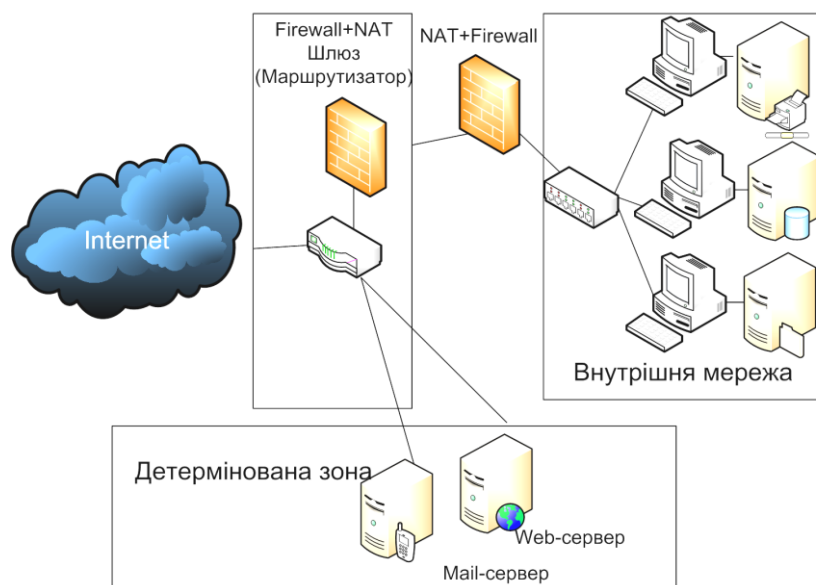 Firewall+NAT
Шлюз
(Маршрутизатор)
NAT+Firewall
Internet
Внутрішня мережа
Детермінована зона
Web-сервер
Mail-сервер